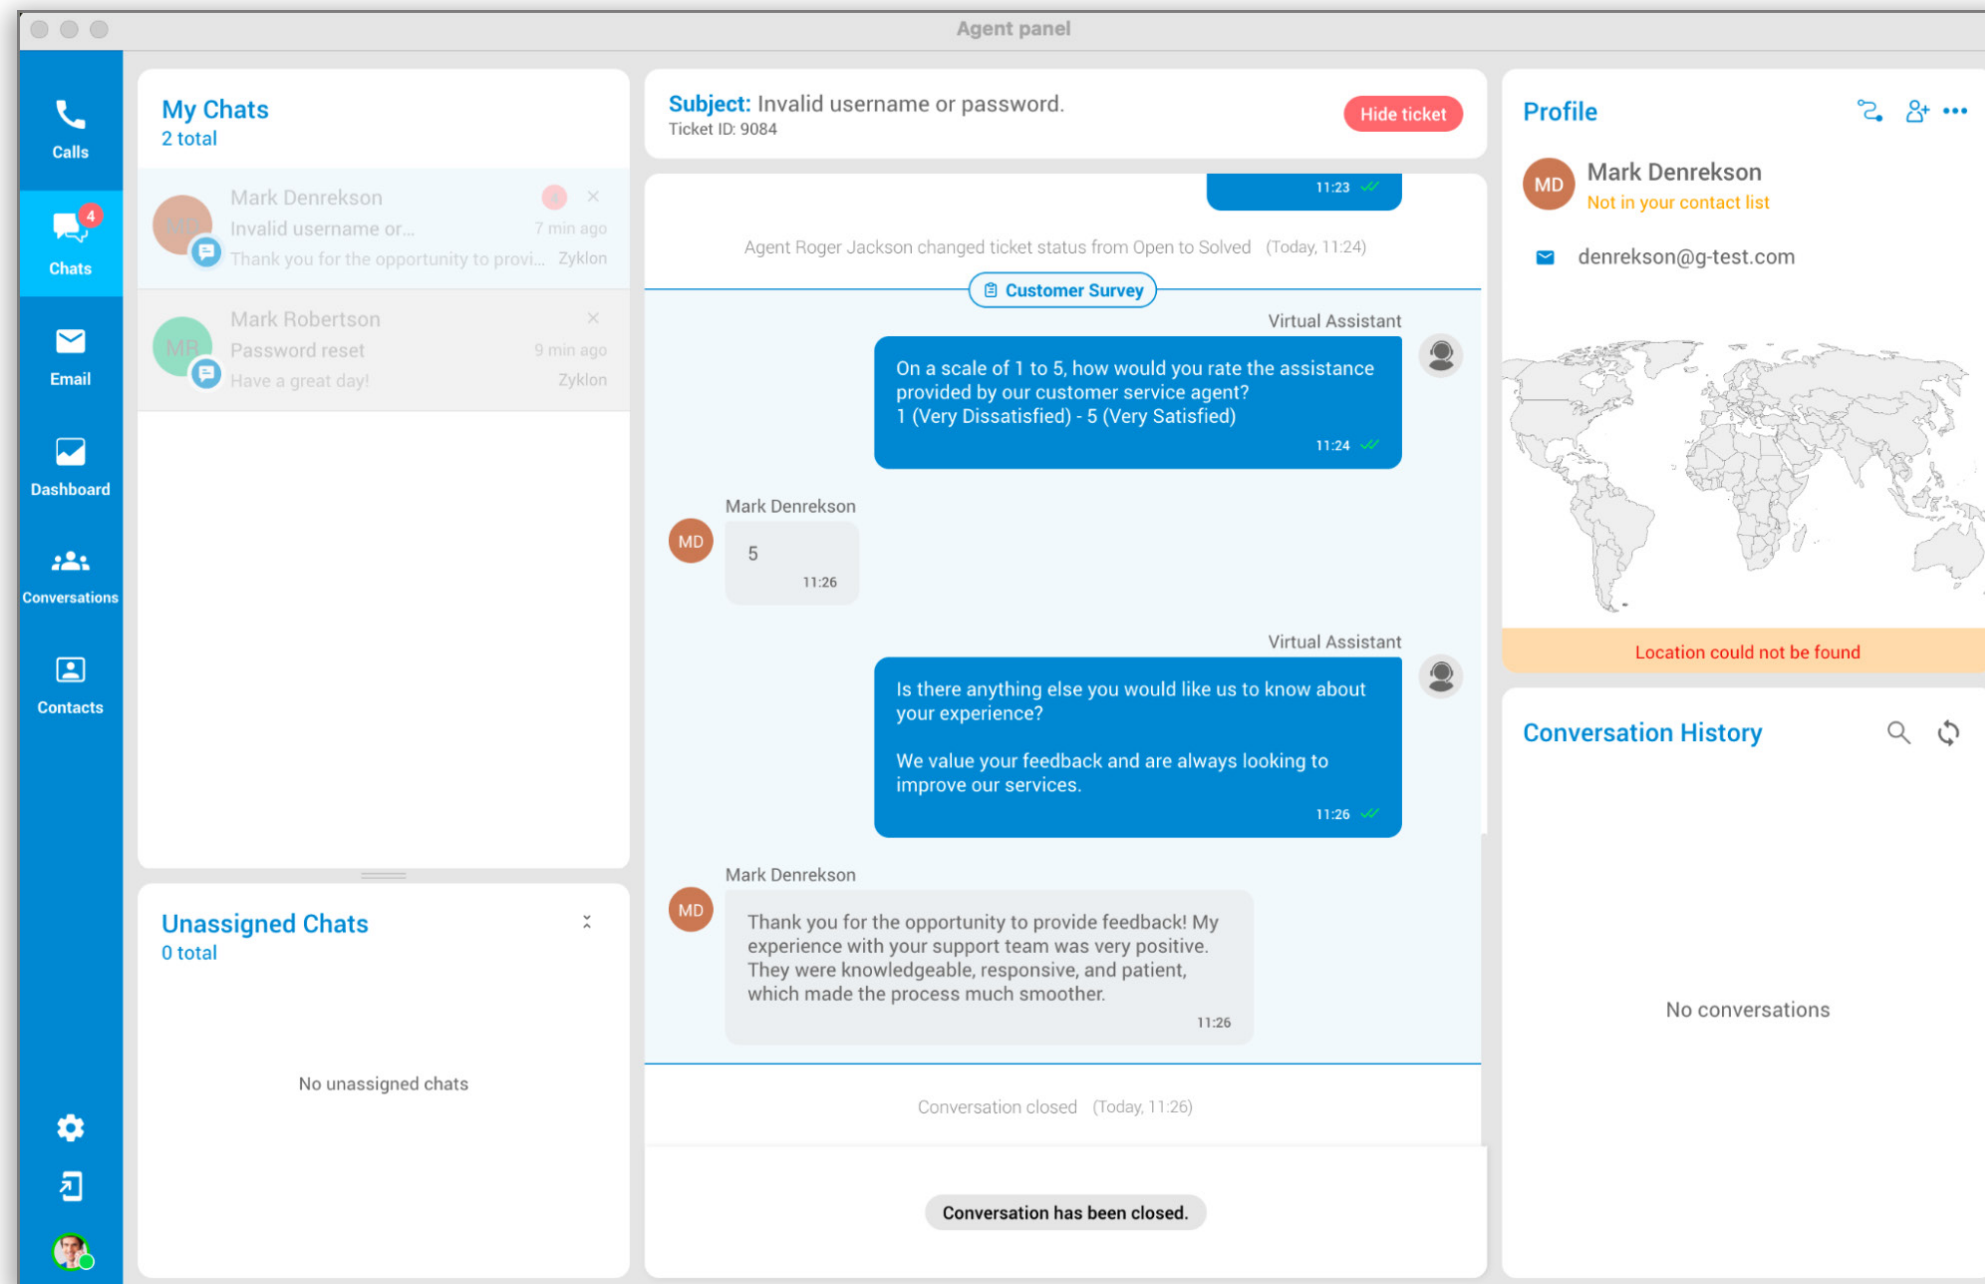 Agent panel
Calls
4
Chats
Email
Dashboard
Conversations
Contacts
My Chats
2 total
Mark Denrekson
Invalid username or...
7 min ago
Thank you for the opportunity to provi...
Zyklon
MR
Mark Robertson
Password reset
9 min ago
Have a great day!
Zyklon
Unassigned Chats
0 total
No unassigned chats
Subject: Invalid username or password.
Ticket ID: 9084
Hide ticket
11:23
Agent Roger Jackson changed ticket status from Open to Solved (Today, 11:24)
Customer Survey
Virtual Assistant
On a scale of 1 to 5, how would you rate the assistance
provided by our customer service agent?
1 (Very Dissatisfied) - 5 (Very Satisfied)
11:24
Mark Denrekson
MD
5
11:26
Virtual Assistant
Is there anything else you would like us to know about
your experience?
We value your feedback and are always looking to
improve our services.
11:26
Mark Denrekson
MD
Thank you for the opportunity to provide feedback! My
experience with your support team was very positive.
They were knowledgeable, responsive, and patient,
which made the process much smoother.
11:26
Conversation closed (Today, 11:26)
Conversation has been closed.
Profile
MD
Mark Denrekson
Not in your contact list
denrekson@g-test.com
Location could not be found
Conversation History
No conversations